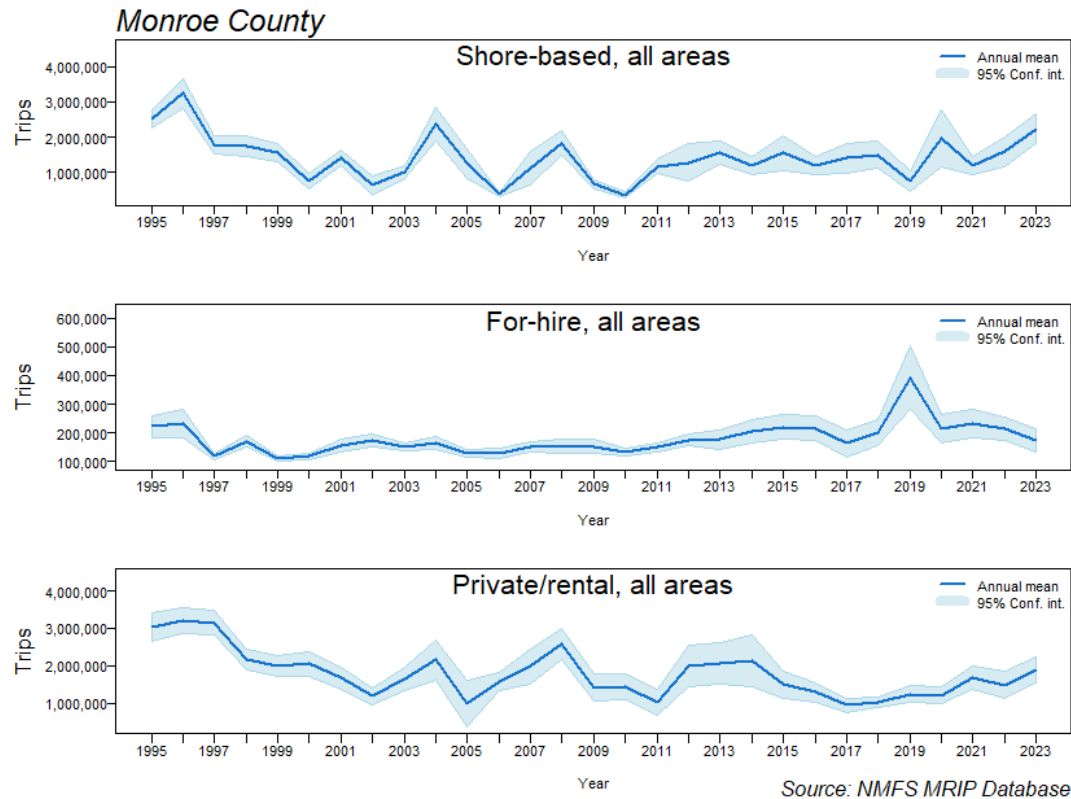 Monroe County
Shore-based, all areas
Annual mean
95% Conf. int.
Trips
4,000,000
3,000,000
2,000,000
1,000,000
1995 1997 1999 2001 2003 2005 2007 2009 2011 2013 2015 2017 2019 2021 2023
Year
For-hire, all areas
Annual mean
95% Conf. int.
Trips
600,000
500,000
400,000
300,000
200,000
100,000
1995 1997 1999 2001 2003 2005 2007 2009 2011 2013 2015 2017 2019 2021 2023
Year
Private/rental, all areas
Annual mean
95% Conf. int.
Trips
4,000,000
3,000,000
2,000,000
1,000,000
1995 1997 1999 2001 2003 2005 2007 2009 2011 2013 2015 2017 2019 2021 2023
Year
Source: NMFS MRIP Database